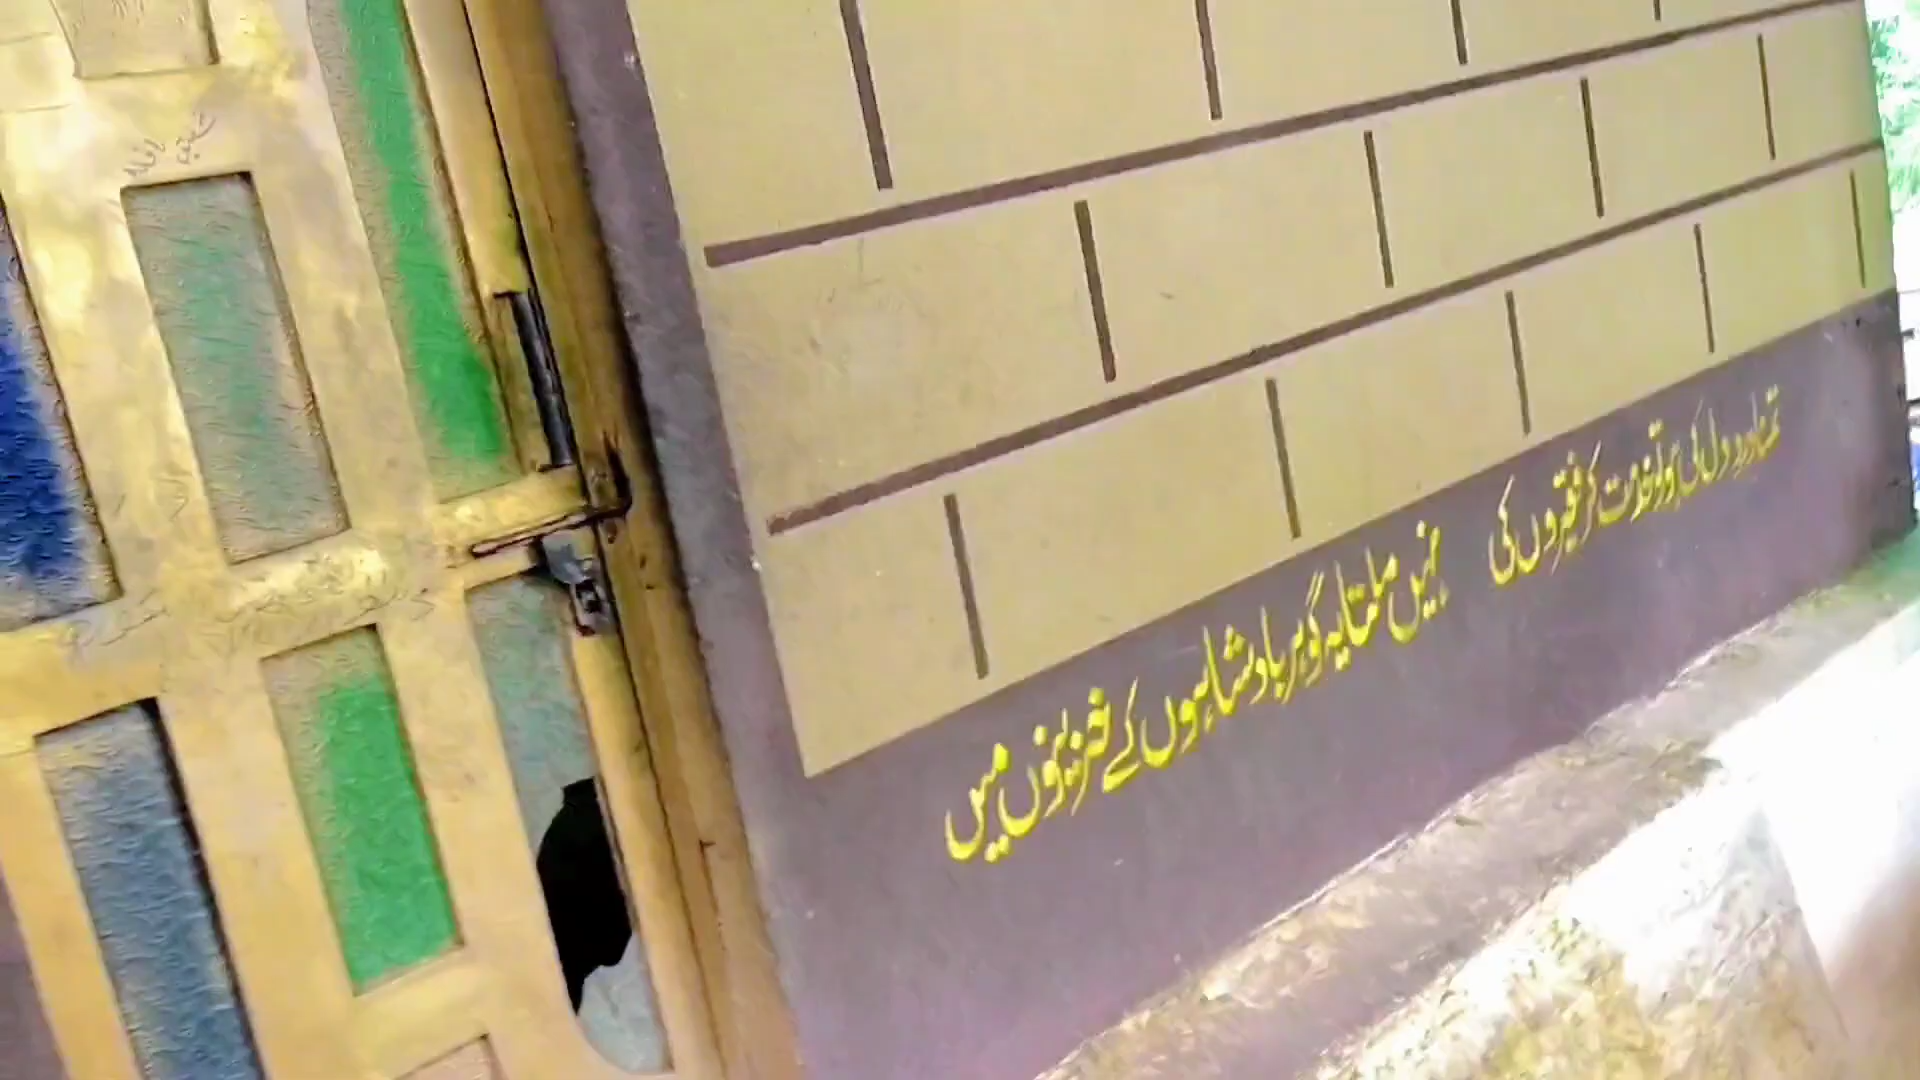 تمنا درد دل کی ہو تو خدمت کر فقیروں کی نہیں ملتا یہ گوہر بادشاہوں کے خزینوں میں